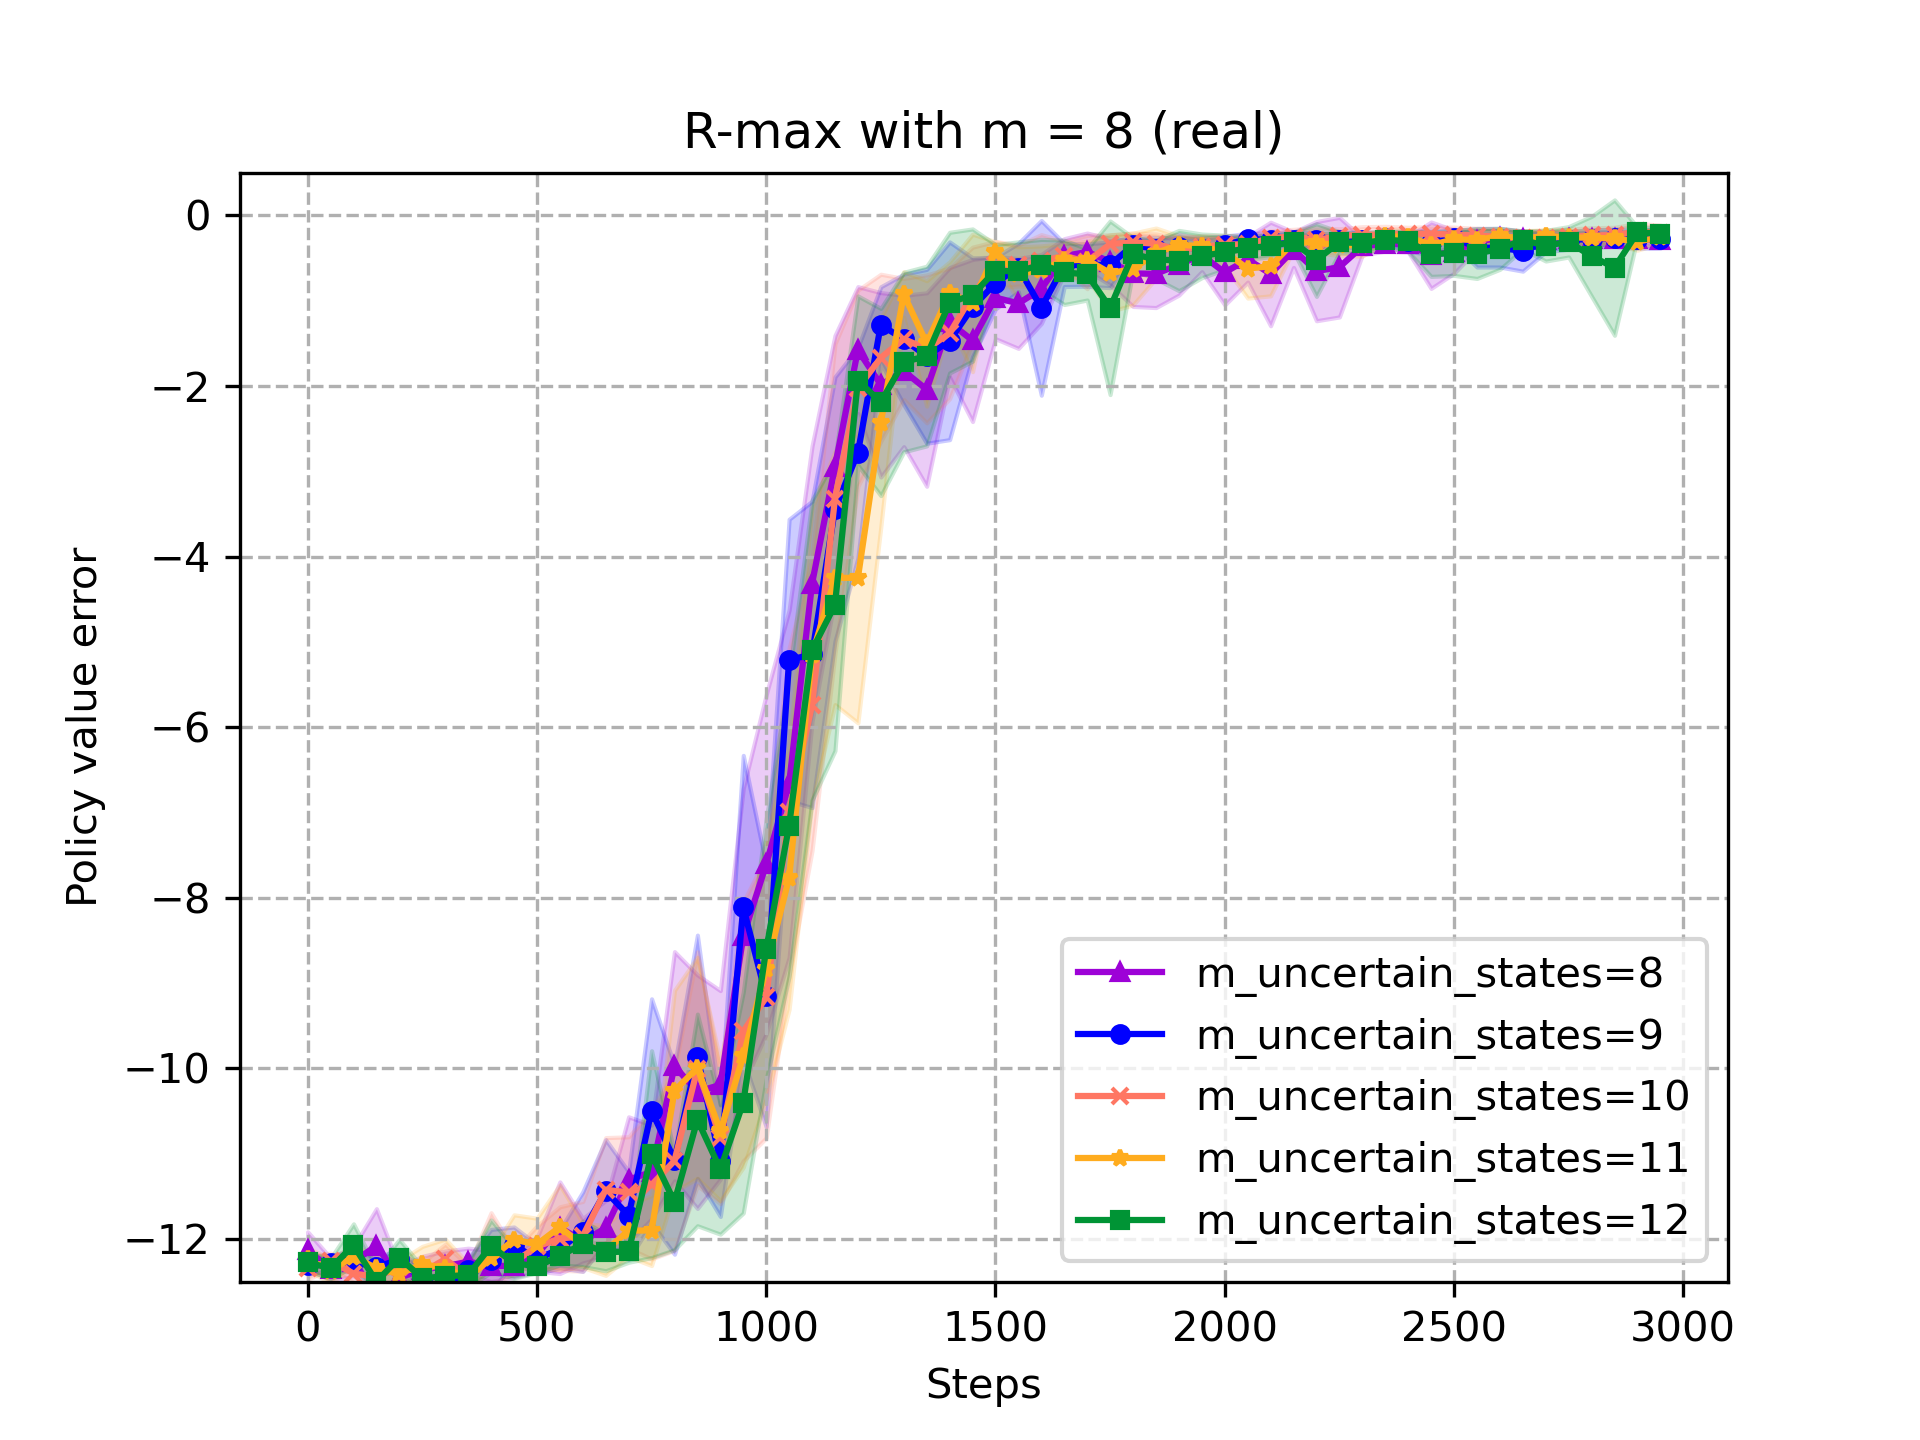 R-max with m = 8 (real)
0
−2
−4
−6
−8
−10
−12
Policy value error
m_uncertain_states=8
m_uncertain_states=9
m_uncertain_states=10
m_uncertain_states=11
m_uncertain_states=12
0 500 1000 1500 2000 2500 3000
Steps